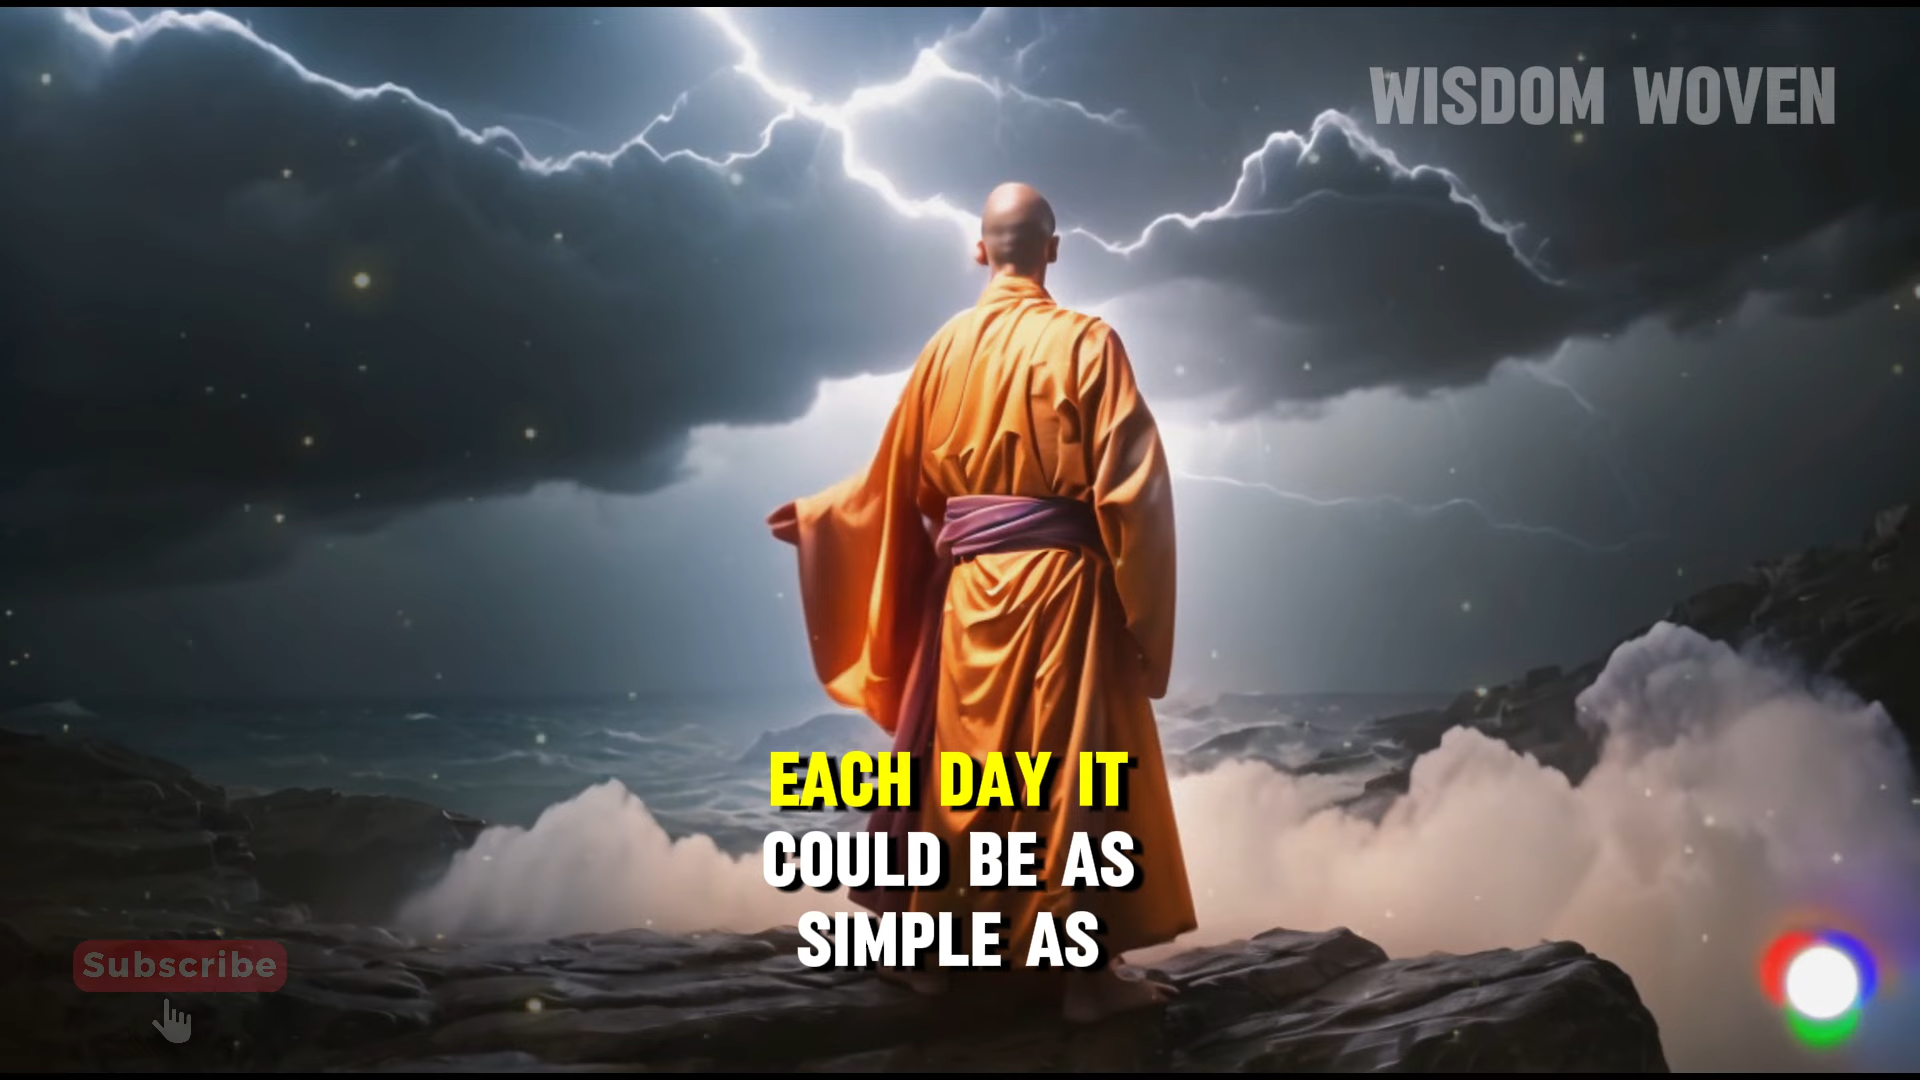 WISDOM WOVEN
EACH DAY IT
COULD BE AS
SIMPLE AS
Subscribe